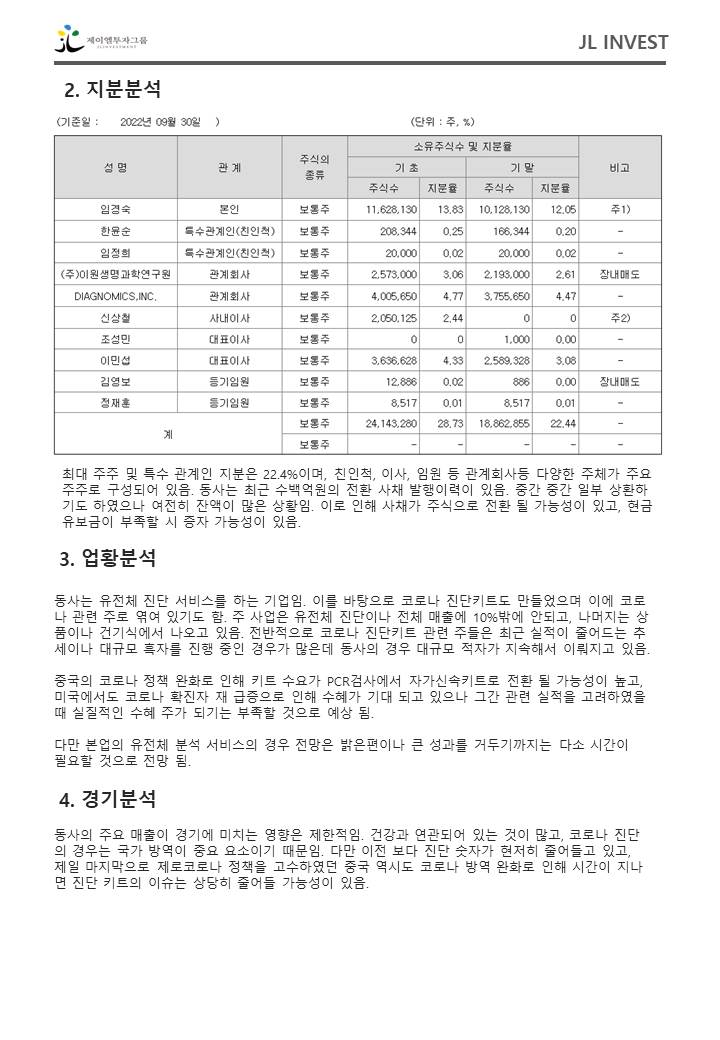 제이엘투자그룹
JLINVESTMENT
JL INVEST
2. 지분분석
(기준일 : 2022년 09월 30일 ) (단위 : 주, %)
성 명 관 계 주식의 종류 소유주식수 및 지분율 비고
기 초 기 말
주식수 지분율 주식수 지분율
임경숙 본인 보통주 11,628,130 13.83 10,128,130 12.05 주1)
한윤순 특수관계인(친인척) 보통주 208,344 0.25 166,344 0.20 -
임정희 특수관계인(친인척) 보통주 20,000 0.02 20,000 0.02 -
(주)이원생명과학연구원 관계회사 보통주 2,573,000 3.06 2,193,000 2.61 장내매도
DIAGNOMICS,INC. 관계회사 보통주 4,005,650 4.77 3,755,650 4.47 -
신상철 사내이사 보통주 2,050,125 2.44 0 0 주2)
조성민 대표이사 보통주 0 0 1,000 0.00 -
이민섭 대표이사 보통주 3,636,628 4.33 2,589,328 3.08 -
김영보 등기임원 보통주 12,886 0.02 886 0.00 장내매도
정재훈 등기임원 보통주 8,517 0.01 8,517 0.01 -
계 보통주 24,143,280 28.73 18,862,855 22.44 -
보통주 - - - - -
최대 주주 및 특수 관계인 지분은 22.4%이며, 친인척, 이사, 임원 등 관계회사등 다양한 주체가 주요
주주로 구성되어 있음. 동사는 최근 수백억원의 전환 사채 발행이력이 있음. 중간 중간 일부 상환하
기도 하였으나 여전히 잔액이 많은 상황임. 이로 인해 사채가 주식으로 전환 될 가능성이 있고, 현금
유보금이 부족할 시 증자 가능성이 있음.
3. 업황분석
동사는 유전체 진단 서비스를 하는 기업임. 이를 바탕으로 코로나 진단키트도 만들었으며 이에 코로
나 관련 주로 엮여 있기도 함. 주 사업은 유전체 진단이나 전체 매출에 10%밖에 안되고, 나머지는 상
품이나 건기식에서 나오고 있음. 전반적으로 코로나 진단키트 관련 주들은 최근 실적이 줄어드는 추
세이나 대규모 흑자를 진행 중인 경우가 많은데 동사의 경우 대규모 적자가 지속해서 이뤄지고 있음.
중국의 코로나 정책 완화로 인해 키트 수요가 PCR검사에서 자가신속키트로 전환 될 가능성이 높고,
미국에서도 코로나 확진자 재 급증으로 인해 수혜가 기대 되고 있으나 그간 관련 실적을 고려하였을
때 실질적인 수혜 주가 되기는 부족할 것으로 예상 됨.
다만 본업의 유전체 분석 서비스의 경우 전망은 밝은편이나 큰 성과를 거두기까지는 다소 시간이
필요할 것으로 전망 됨.
4. 경기분석
동사의 주요 매출이 경기에 미치는 영향은 제한적임. 건강과 연관되어 있는 것이 많고, 코로나 진단
의 경우는 국가 방역이 중요 요소이기 때문임. 다만 이전 보다 진단 숫자가 현저히 줄어들고 있고,
제일 마지막으로 제로코로나 정책을 고수하였던 중국 역시도 코로나 방역 완화로 인해 시간이 지나
면 진단 키트의 이슈는 상당히 줄어들 가능성이 있음.